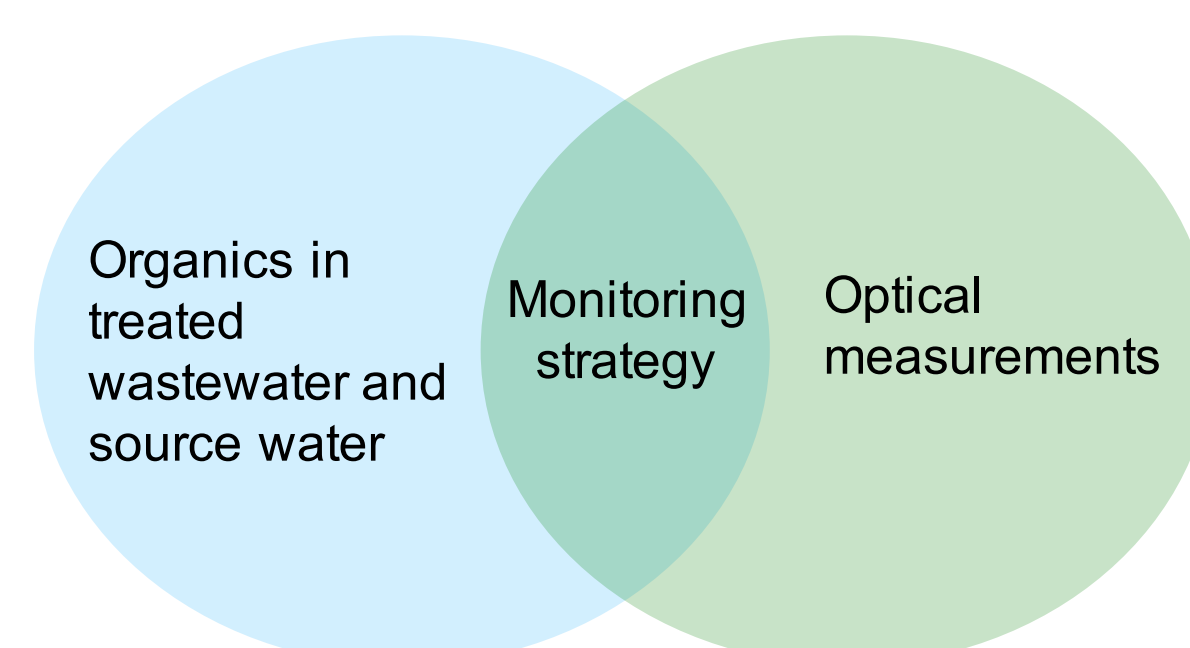 Organics in
treated
wastewater and
source water
Monitoring
strategy
Optical
measurements